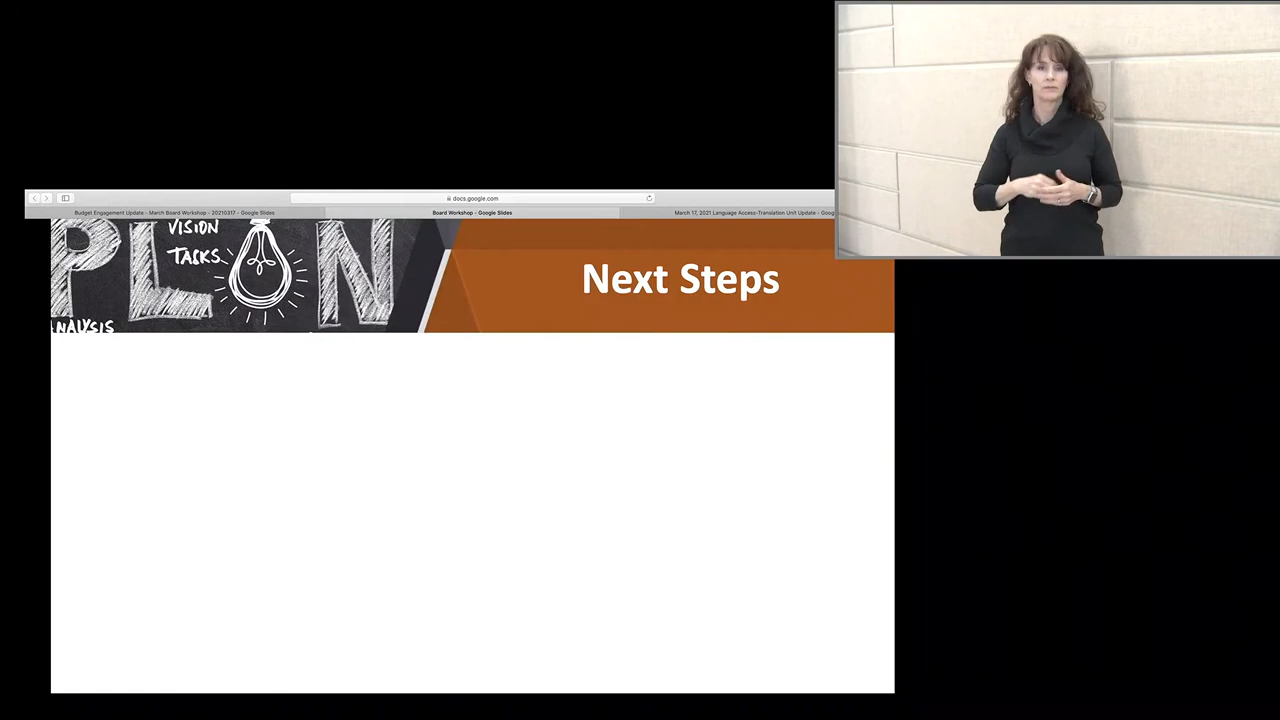 docs.google.com
Budget Engagement Update - March Board Workshop - 20210317 - Google Slides
Board Workshop - Google Slides
March 17, 2021 Language Access-Translation Unit Update - Goog
PLAN
VISION
TASKS
ANALYSIS
Next Steps